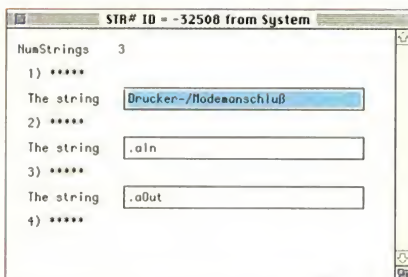 STR# ID = -32508 from System
NumStrings 3
1) *****
The string Drucker-/Modemanschluß
2) *****
The string .aIn
3) *****
The string .aOut
4) *****